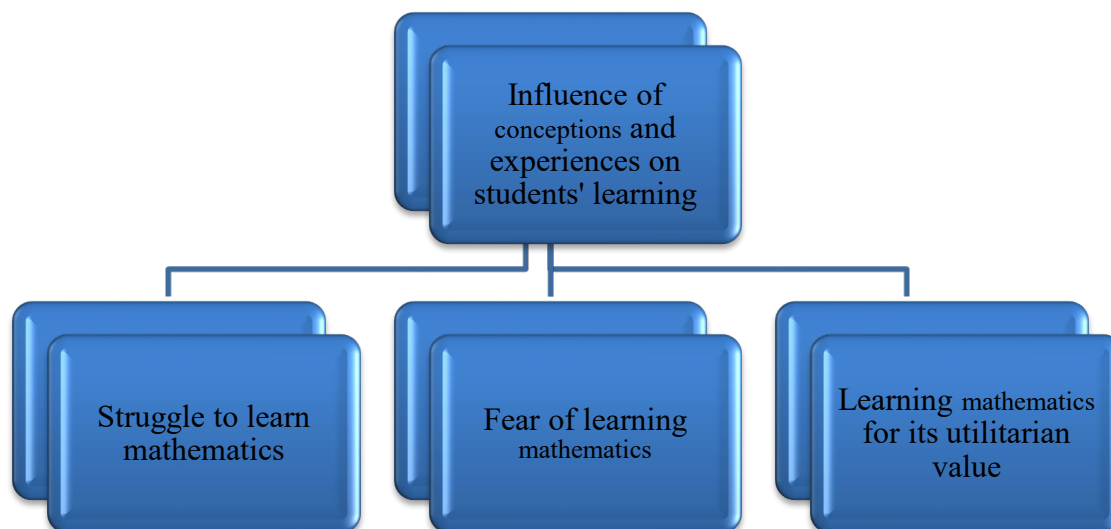 Influence of
conceptions and
experiences on
students' learning
Struggle to learn
mathematics
Fear of learning
mathematics
Learning mathematics
for its utilitarian
value